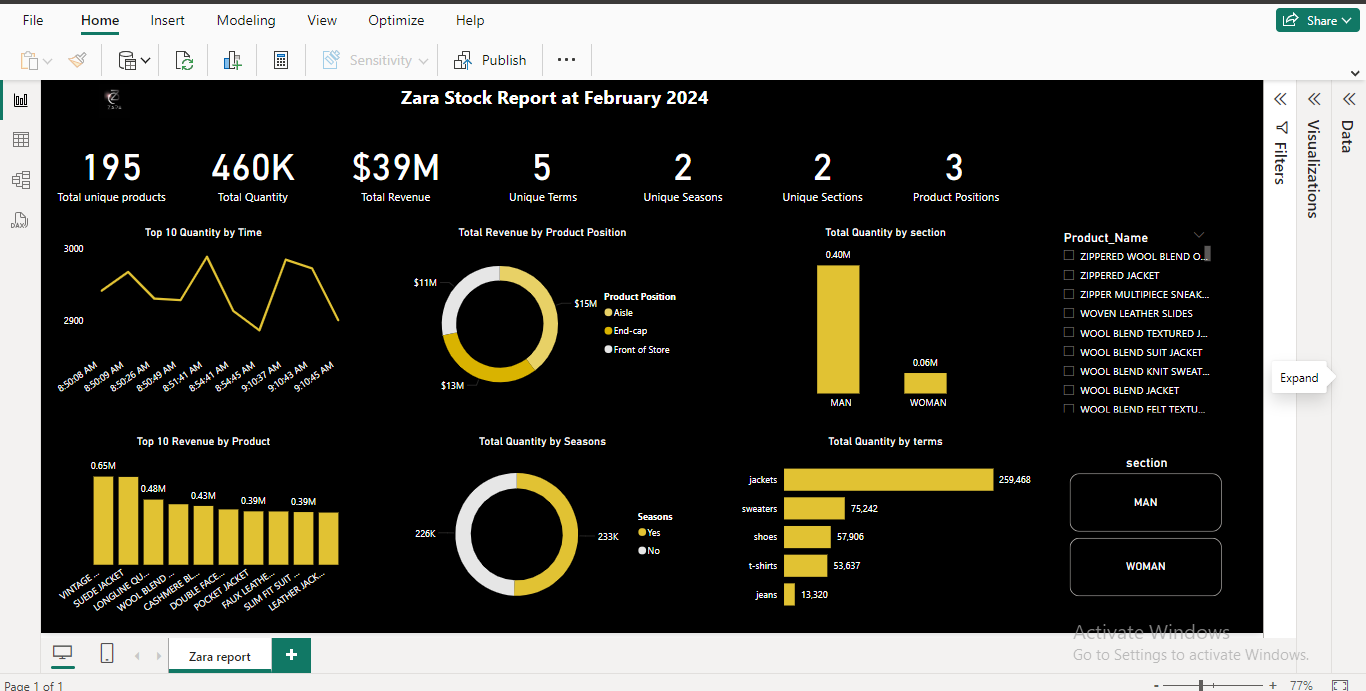 File Home Insert Modeling View Optimize Help Share
Sensitivity Publish ...
Zara Stock Report at February 2024
ZARA
195 460K $39M 5 2 2 3
Total unique products Total Quantity Total Revenue Unique Terms Unique Seasons Unique Sections Product Positions
Top 10 Quantity by Time
3000
2900
8:50:08 AM 8:50:09 AM 8:50:26 AM 8:50:49 AM 8:51:41 AM 8:54:41 AM 8:54:45 AM 9:10:37 AM 9:10:43 AM 9:10:45 AM
Total Revenue by Product Position
$11M
$15M
$13M
Product Position
Aisle
End-cap
Front of Store
Total Quantity by section
0.40M
0.06M
MAN WOMAN
Product_Name
ZIPPERED WOOL BLEND O...
ZIPPERED JACKET
ZIPPER MULTIPIECE SNEAK...
WOVEN LEATHER SLIDES
WOOL BLEND TEXTURED J...
WOOL BLEND SUIT JACKET
WOOL BLEND KNIT SWEAT...
WOOL BLEND JACKET
WOOL BLEND FELT TEXTU...
Filters
Visualizations
Data
Expand
Top 10 Revenue by Product
0.65M 0.48M 0.43M 0.39M 0.39M
VINTAGE ... SUEDE JACKET LONGLINE QU... WOOL BLEND ... CASHMERE BL... DOUBLE FACE... POCKET JACKET FAUX LEATHE... SLIM FIT SUIT ... LEATHER JACK...
Total Quantity by Seasons
226K
233K
Seasons
Yes
No
Total Quantity by terms
jackets 259,468
sweaters 75,242
shoes 57,906
t-shirts 53,637
jeans 13,320
section
MAN
WOMAN
Activate Windows
Go to Settings to activate Windows.
Zara report +
Page 1 of 1
- + 77%
DAX